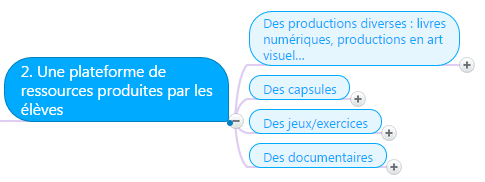 2. Une plateforme de
ressources produites par les
élèves
Des productions diverses : livres
numériques, productions en art
visuel...
Des capsules
Des jeux/exercices
Des documentaires